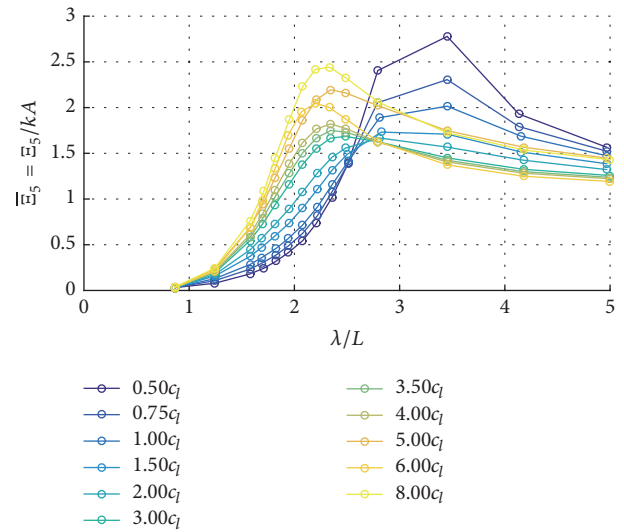 3
2.5
2
1.5
1
0.5
0
Ξ̅₅ = Ξ₅/kA
0 1 2 3 4 5
λ/L
0.50cₗ
0.75cₗ
1.00cₗ
1.50cₗ
2.00cₗ
3.00cₗ
3.50cₗ
4.00cₗ
5.00cₗ
6.00cₗ
8.00cₗ